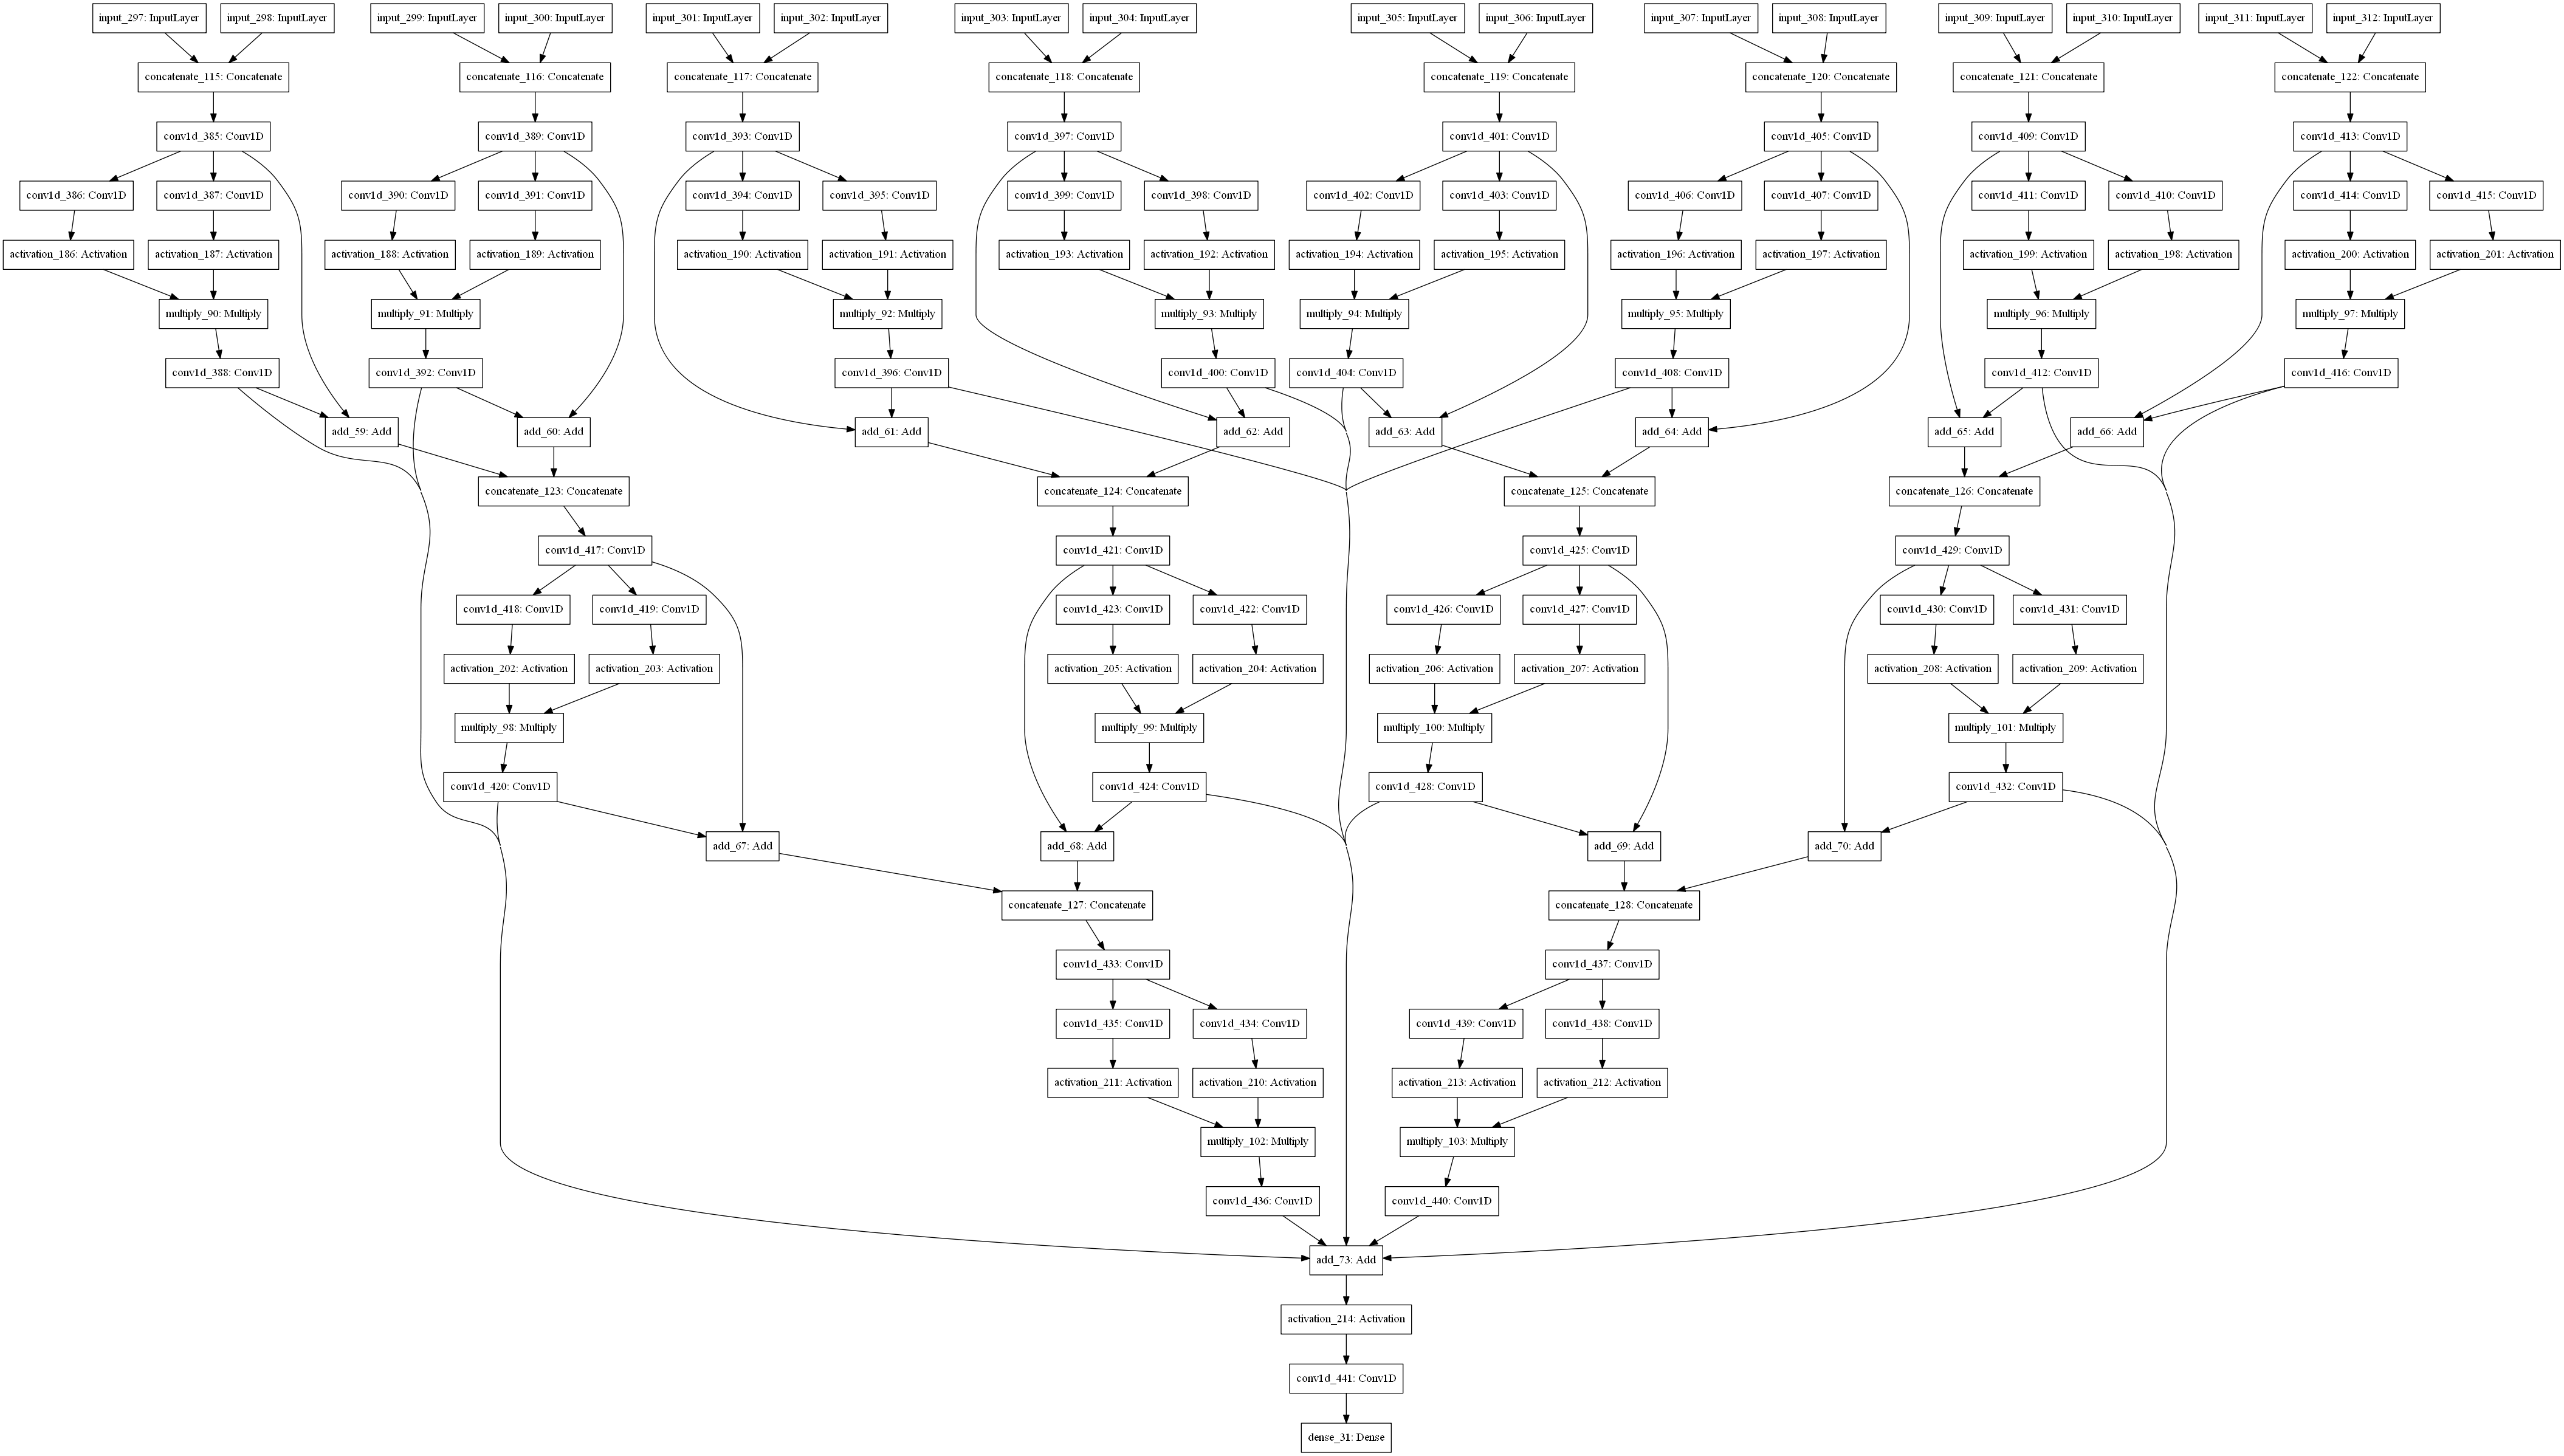 input_297: InputLayer
input_298: InputLayer
input_299: InputLayer
input_300: InputLayer
input_301: InputLayer
input_302: InputLayer
input_303: InputLayer
input_304: InputLayer
input_305: InputLayer
input_306: InputLayer
input_307: InputLayer
input_308: InputLayer
input_309: InputLayer
input_310: InputLayer
input_311: InputLayer
input_312: InputLayer
concatenate_115: Concatenate
concatenate_116: Concatenate
concatenate_117: Concatenate
concatenate_118: Concatenate
concatenate_119: Concatenate
concatenate_120: Concatenate
concatenate_121: Concatenate
concatenate_122: Concatenate
conv1d_385: Conv1D
conv1d_389: Conv1D
conv1d_393: Conv1D
conv1d_397: Conv1D
conv1d_401: Conv1D
conv1d_405: Conv1D
conv1d_409: Conv1D
conv1d_413: Conv1D
conv1d_386: Conv1D
conv1d_387: Conv1D
conv1d_390: Conv1D
conv1d_391: Conv1D
conv1d_394: Conv1D
conv1d_395: Conv1D
conv1d_399: Conv1D
conv1d_398: Conv1D
conv1d_402: Conv1D
conv1d_403: Conv1D
conv1d_406: Conv1D
conv1d_407: Conv1D
conv1d_411: Conv1D
conv1d_410: Conv1D
conv1d_414: Conv1D
conv1d_415: Conv1D
activation_186: Activation
activation_187: Activation
activation_188: Activation
activation_189: Activation
activation_190: Activation
activation_191: Activation
activation_193: Activation
activation_192: Activation
activation_194: Activation
activation_195: Activation
activation_196: Activation
activation_197: Activation
activation_199: Activation
activation_198: Activation
activation_200: Activation
activation_201: Activation
multiply_90: Multiply
multiply_91: Multiply
multiply_92: Multiply
multiply_93: Multiply
multiply_94: Multiply
multiply_95: Multiply
multiply_96: Multiply
multiply_97: Multiply
conv1d_388: Conv1D
conv1d_392: Conv1D
conv1d_396: Conv1D
conv1d_400: Conv1D
conv1d_404: Conv1D
conv1d_408: Conv1D
conv1d_412: Conv1D
conv1d_416: Conv1D
add_59: Add
add_60: Add
add_61: Add
add_62: Add
add_63: Add
add_64: Add
add_65: Add
add_66: Add
concatenate_123: Concatenate
concatenate_124: Concatenate
concatenate_125: Concatenate
concatenate_126: Concatenate
conv1d_417: Conv1D
conv1d_421: Conv1D
conv1d_425: Conv1D
conv1d_429: Conv1D
conv1d_418: Conv1D
conv1d_419: Conv1D
conv1d_423: Conv1D
conv1d_422: Conv1D
conv1d_426: Conv1D
conv1d_427: Conv1D
conv1d_430: Conv1D
conv1d_431: Conv1D
activation_202: Activation
activation_203: Activation
activation_205: Activation
activation_204: Activation
activation_206: Activation
activation_207: Activation
activation_208: Activation
activation_209: Activation
multiply_98: Multiply
multiply_99: Multiply
multiply_100: Multiply
multiply_101: Multiply
conv1d_420: Conv1D
conv1d_424: Conv1D
conv1d_428: Conv1D
conv1d_432: Conv1D
add_67: Add
add_68: Add
add_69: Add
add_70: Add
concatenate_127: Concatenate
concatenate_128: Concatenate
conv1d_433: Conv1D
conv1d_437: Conv1D
conv1d_435: Conv1D
conv1d_434: Conv1D
conv1d_439: Conv1D
conv1d_438: Conv1D
activation_211: Activation
activation_210: Activation
activation_213: Activation
activation_212: Activation
multiply_102: Multiply
multiply_103: Multiply
conv1d_436: Conv1D
conv1d_440: Conv1D
add_73: Add
activation_214: Activation
conv1d_441: Conv1D
dense_31: Dense